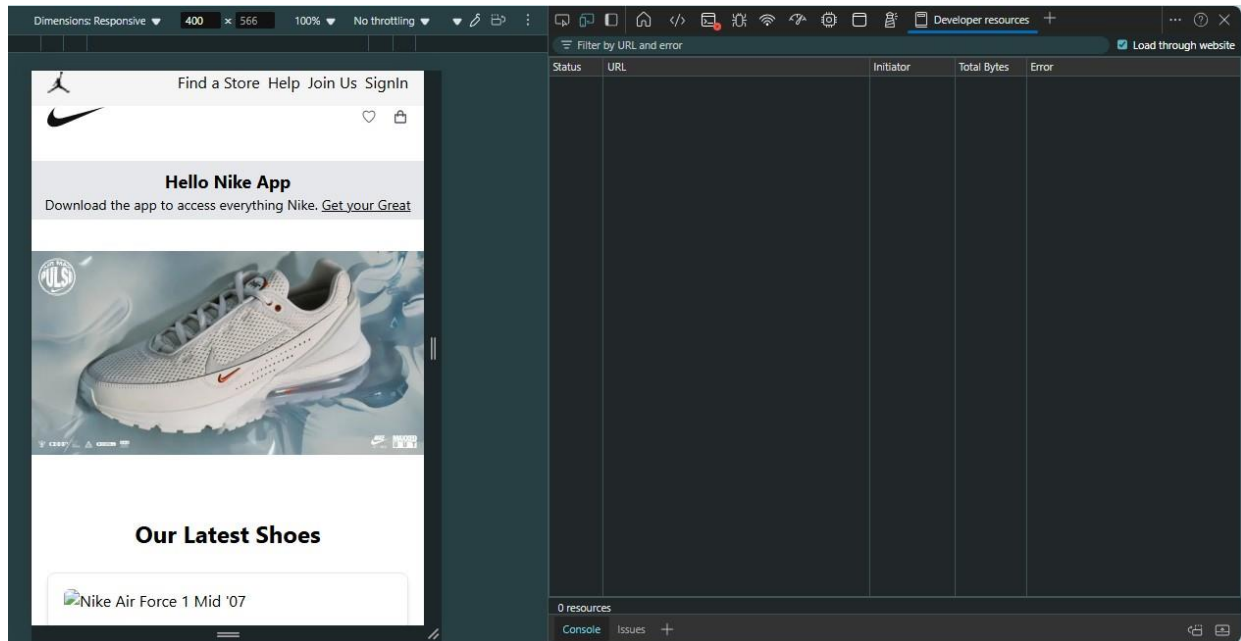 Dimensions: Responsive 400 × 566 100% No throttling
Developer resources
Filter by URL and error
Load through website
Status URL Initiator Total Bytes Error
Find a Store Help Join Us SignIn
Hello Nike App
Download the app to access everything Nike. Get your Great
Our Latest Shoes
Nike Air Force 1 Mid '07
0 resources
Console Issues